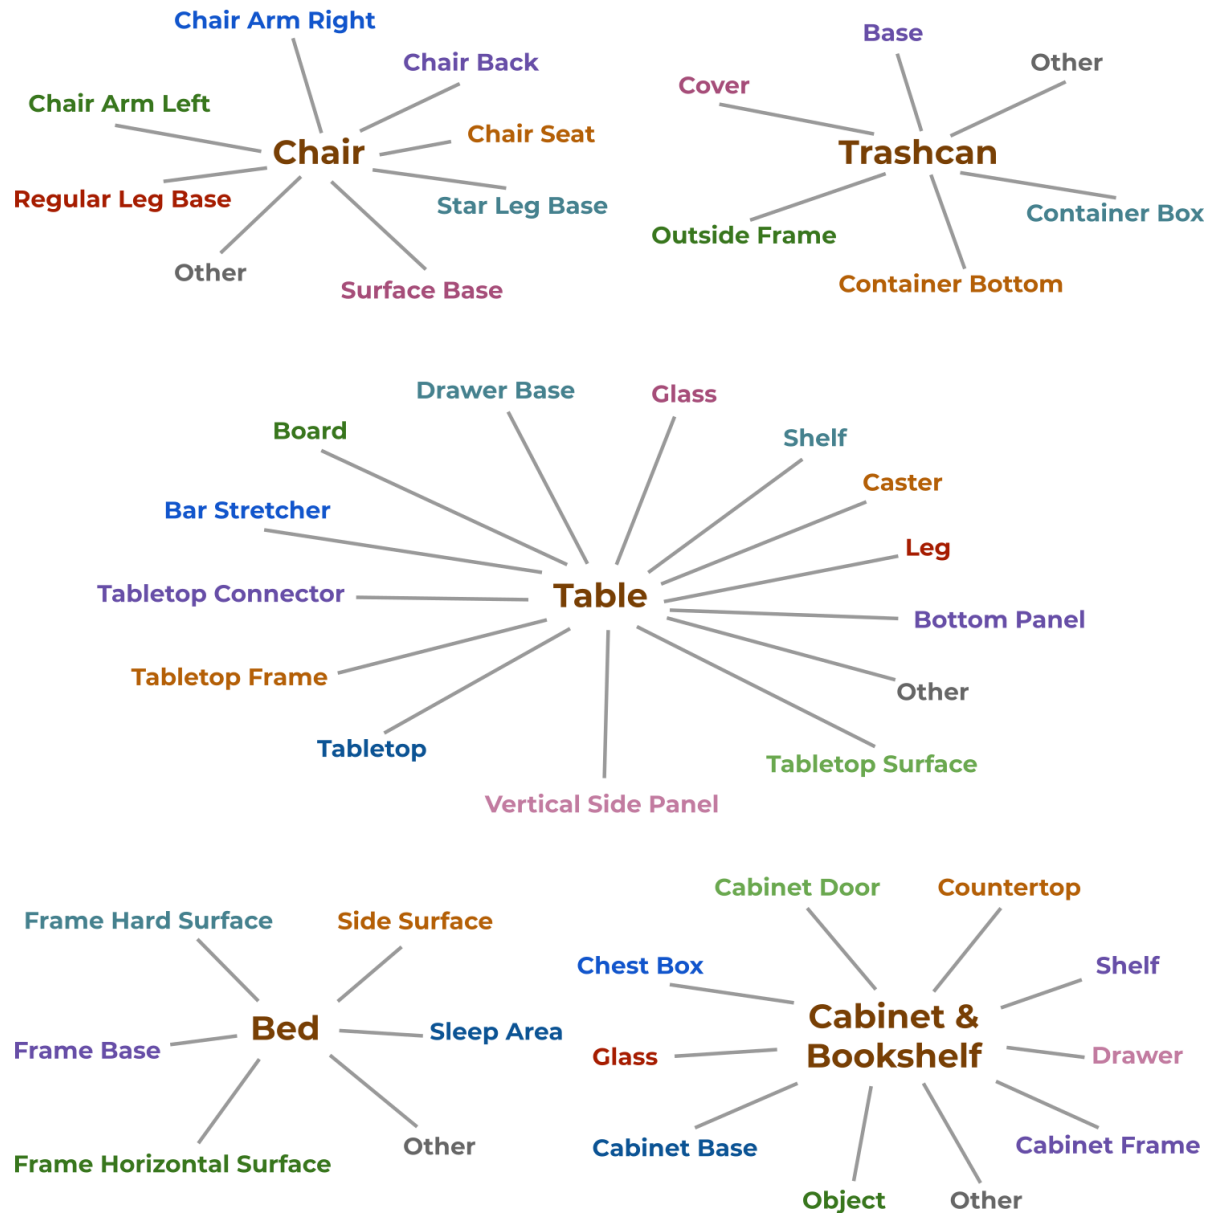 Chair Arm Right
Chair Back
Chair Arm Left
Chair Seat
Chair
Regular Leg Base
Star Leg Base
Other
Surface Base
Base
Other
Cover
Trashcan
Container Box
Outside Frame
Container Bottom
Drawer Base
Glass
Board
Shelf
Caster
Bar Stretcher
Leg
Tabletop Connector
Table
Bottom Panel
Tabletop Frame
Other
Tabletop
Tabletop Surface
Vertical Side Panel
Frame Hard Surface
Side Surface
Bed
Sleep Area
Frame Base
Other
Frame Horizontal Surface
Cabinet Door
Countertop
Chest Box
Shelf
Cabinet &
Bookshelf
Glass
Drawer
Cabinet Base
Cabinet Frame
Object
Other